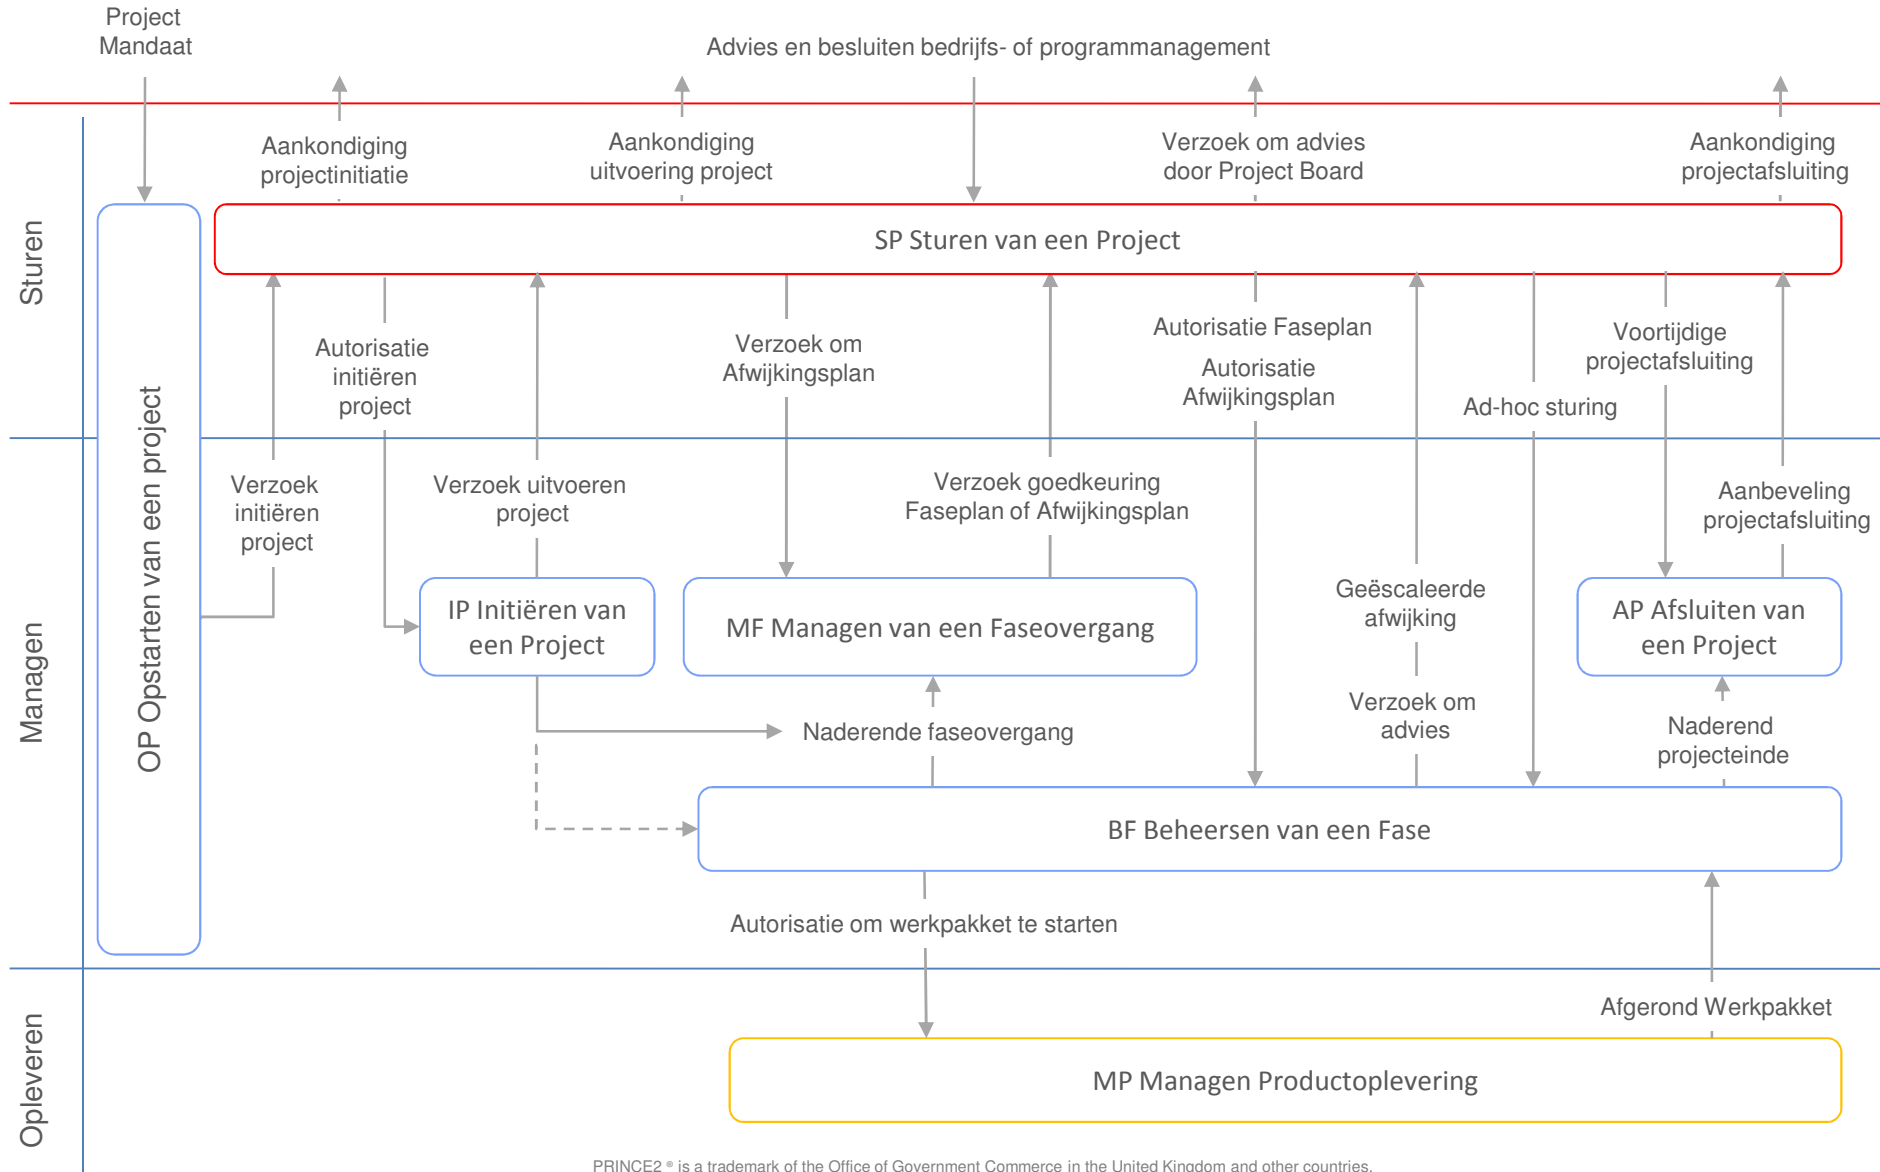 Project
Mandaat
Advies en besluiten bedrijfs- of programmanagement
Aankondiging
projectinitiatie
Aankondiging
uitvoering project
Verzoek om advies
door Project Board
Aankondiging
projectafsluiting
Sturen
SP Sturen van een Project
Autorisatie
initiëren
project
Verzoek om
Afwijkingsplan
Autorisatie Faseplan
Autorisatie
Afwijkingsplan
Voortijdige
projectafsluiting
Ad-hoc sturing
OP Opstarten van een project
Managen
Verzoek
initiëren
project
Verzoek uitvoeren
project
Verzoek goedkeuring
Faseplan of Afwijkingsplan
Aanbeveling
projectafsluiting
IP Initiëren van
een Project
MF Managen van een Faseovergang
Geëscaleerde
afwijking
AP Afsluiten van
een Project
Naderende faseovergang
Verzoek om
advies
Naderend
projecteinde
BF Beheersen van een Fase
Autorisatie om werkpakket te starten
Opleveren
Afgerond Werkpakket
MP Managen Productoplevering
PRINCE2 ® is a trademark of the Office of Government Commerce in the United Kingdom and other countries.